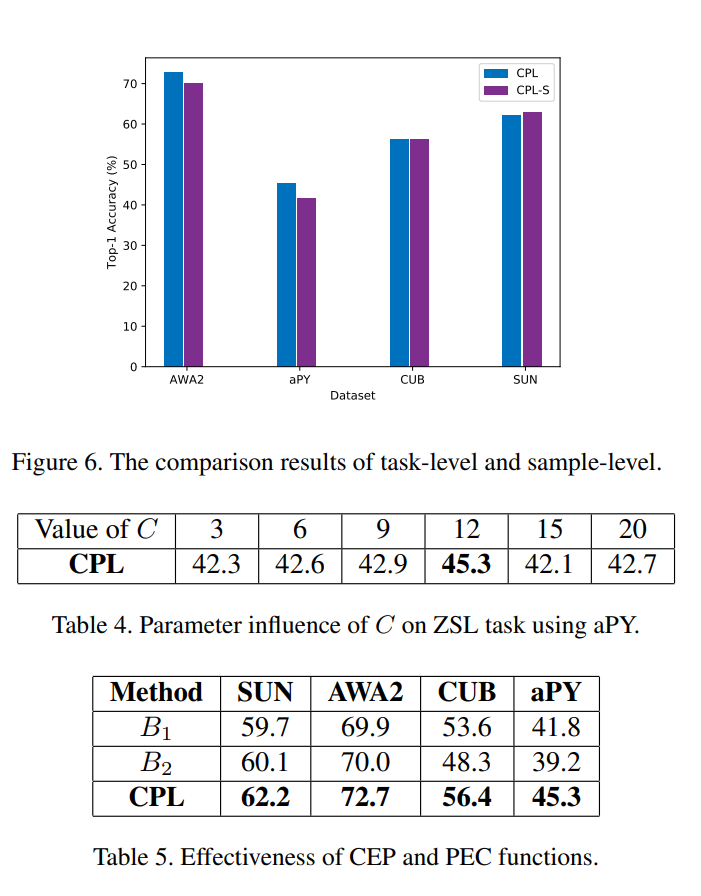 70
60
50
40
30
20
10
0
Top-1 Accuracy (%)
CPL
CPL-S
AWA2 aPY CUB SUN
Dataset
Figure 6. The comparison results of task-level and sample-level.
Value of C 3 6 9 12 15 20
CPL 42.3 42.6 42.9 45.3 42.1 42.7
Table 4. Parameter influence of C on ZSL task using aPY.
Method SUN AWA2 CUB aPY
B1 59.7 69.9 53.6 41.8
B2 60.1 70.0 48.3 39.2
CPL 62.2 72.7 56.4 45.3
Table 5. Effectiveness of CEP and PEC functions.